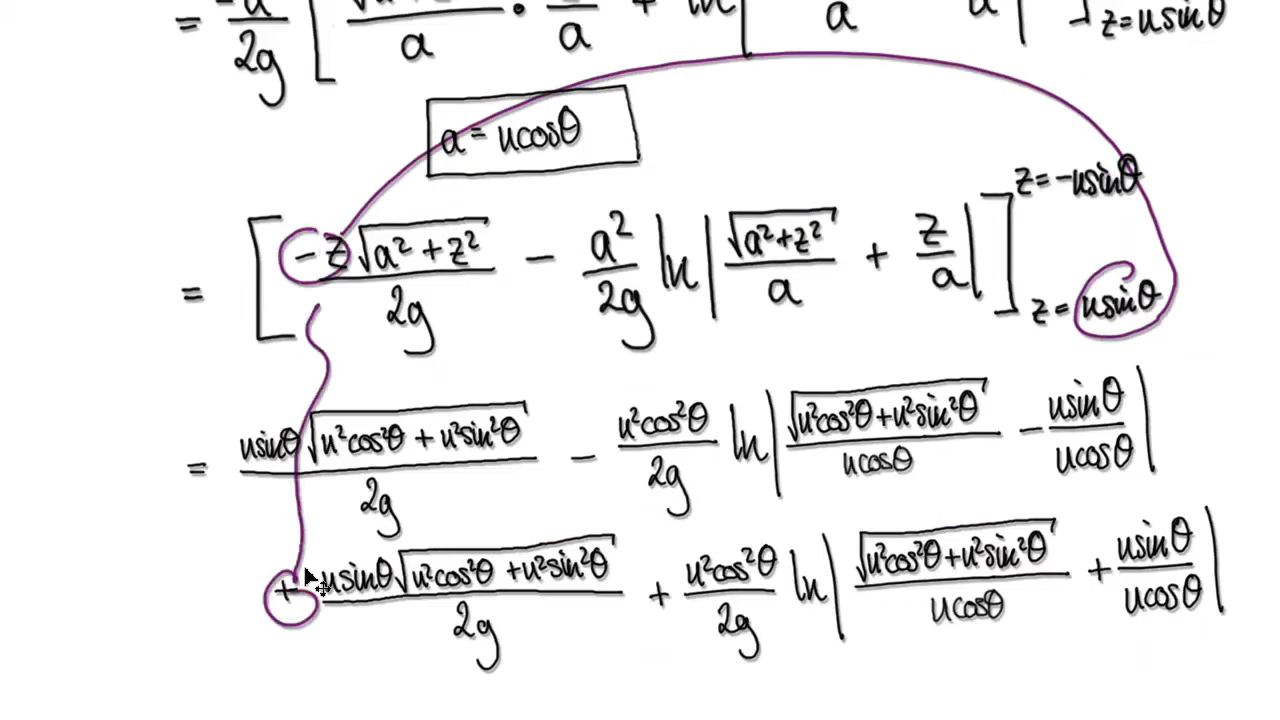 = -a²/2g [ √a²+z²/a • z/a + ln| a a | ] z=usinθ
a = ucosθ
= [ -z√a²+z²/2g - a²/2g ln| √a²+z²/a + z/a | ] z=-usinθ z=usinθ
= usinθ√u²cos²θ + u²sin²θ/2g - u²cos²θ/2g ln| √u²cos²θ+u²sin²θ/ucosθ - usinθ/ucosθ |
+ usinθ√u²cos²θ +u²sin²θ/2g + u²cos²θ/2g ln| √u²cos²θ+u²sin²θ/ucosθ + usinθ/ucosθ |